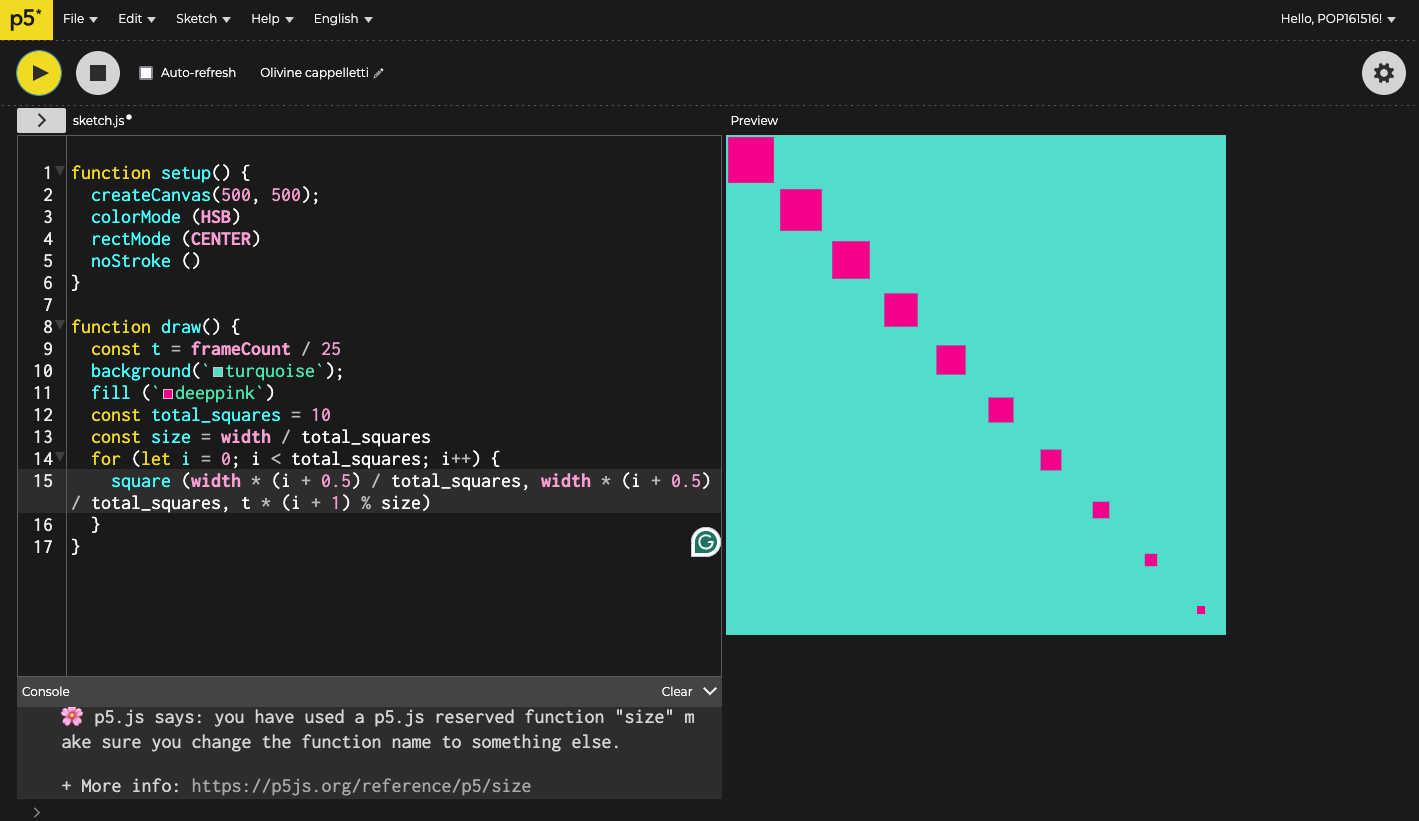 p5* File Edit Sketch Help English Hello, POP161516!
Auto-refresh Olivine cappelletti
sketch.js
Preview
1 function setup() {
2 createCanvas(500, 500);
3 colorMode (HSB)
4 rectMode (CENTER)
5 noStroke ()
6 }
7
8 function draw() {
9 const t = frameCount / 25
10 background(`turquoise`);
11 fill (`deeppink`)
12 const total_squares = 10
13 const size = width / total_squares
14 for (let i = 0; i < total_squares; i++) {
15 square (width * (i + 0.5) / total_squares, width * (i + 0.5)
/ total_squares, t * (i + 1) % size)
16 }
17 }
Console Clear
🌸 p5.js says: you have used a p5.js reserved function "size" m
ake sure you change the function name to something else.
+ More info: https://p5js.org/reference/p5/size